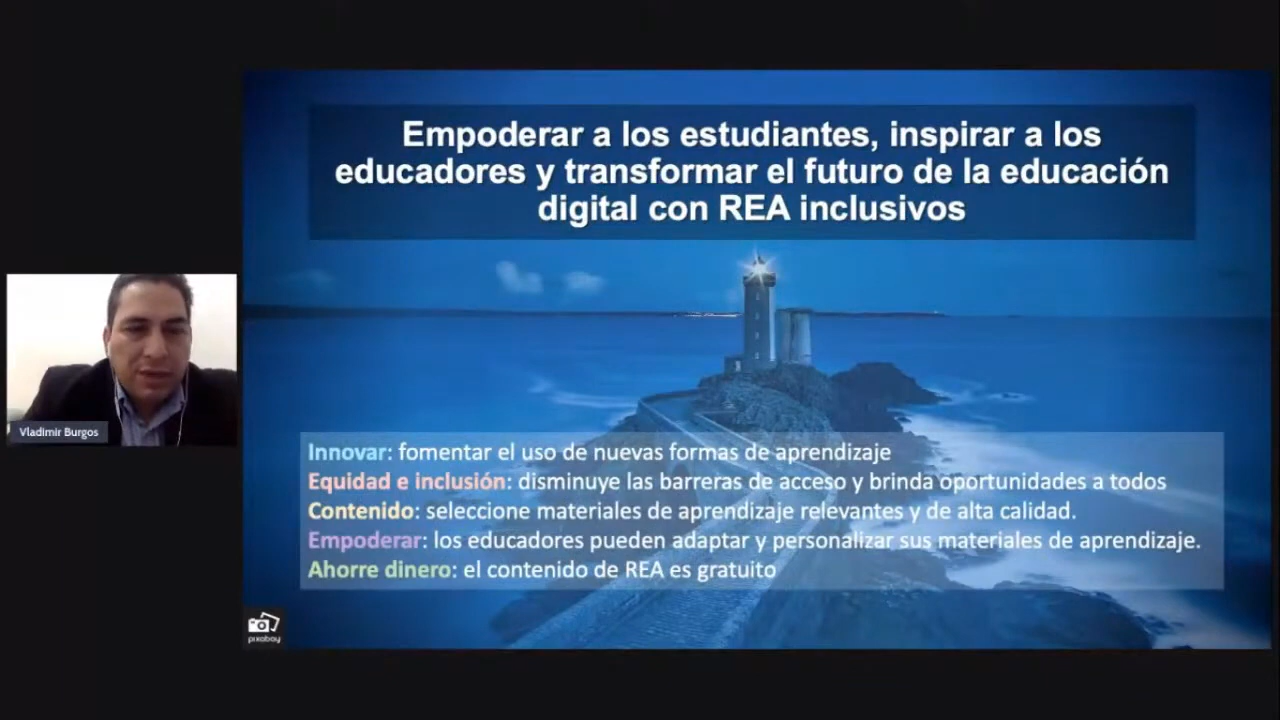 Empoderar a los estudiantes, inspirar a los
educadores y transformar el futuro de la educación
digital con REA inclusivos
Vladimir Burgos
Innovar: fomentar el uso de nuevas formas de aprendizaje
Equidad e inclusión: disminuye las barreras de acceso y brinda oportunidades a todos
Contenido: seleccione materiales de aprendizaje relevantes y de alta calidad.
Empoderar: los educadores pueden adaptar y personalizar sus materiales de aprendizaje.
Ahorre dinero: el contenido de REA es gratuito
pixabay